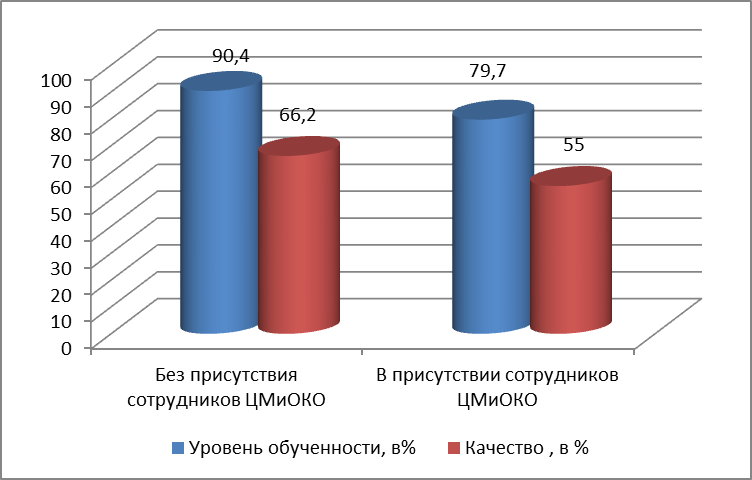 90,4
79,7
66,2
55
100
90
80
70
60
50
40
30
20
10
0
Без присутствия
сотрудников ЦМиОКО
В присутствии сотрудников
ЦМиОКО
Уровень обученности, в%
Качество , в %